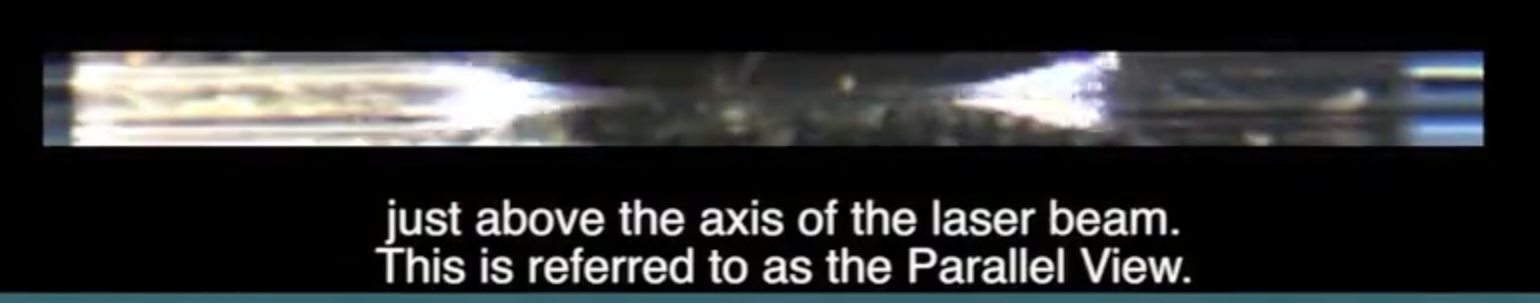 just above the axis of the laser beam.
This is referred to as the Parallel View.